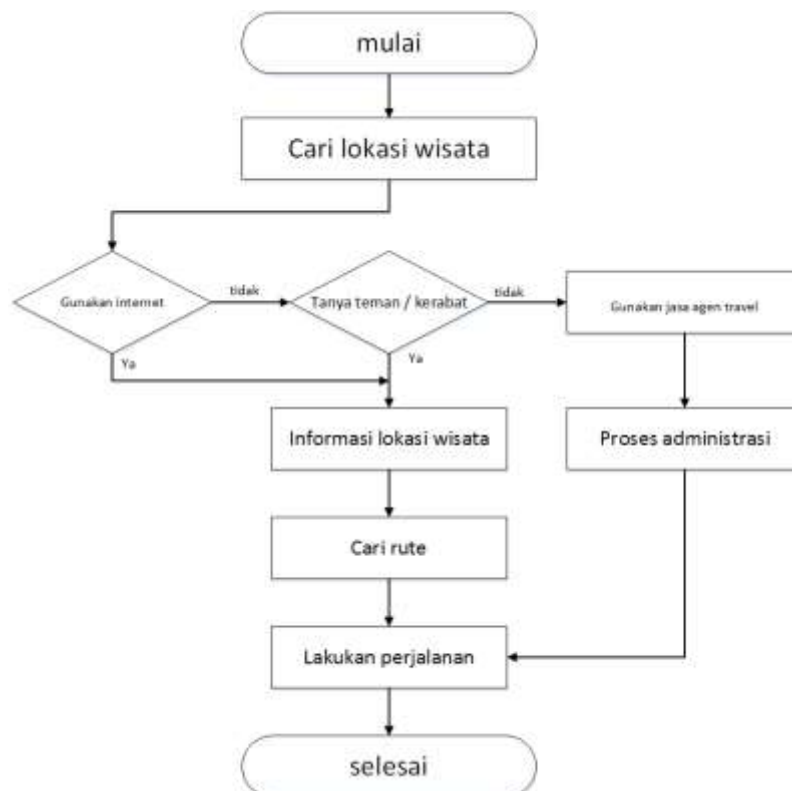 mulai
Cari lokasi wisata
Gunakan internet
tidak
Tanya teman / kerabat
tidak
Gunakan jasa agen travel
Ya
Ya
Informasi lokasi wisata
Proses administrasi
Cari rute
Lakukan perjalanan
selesai